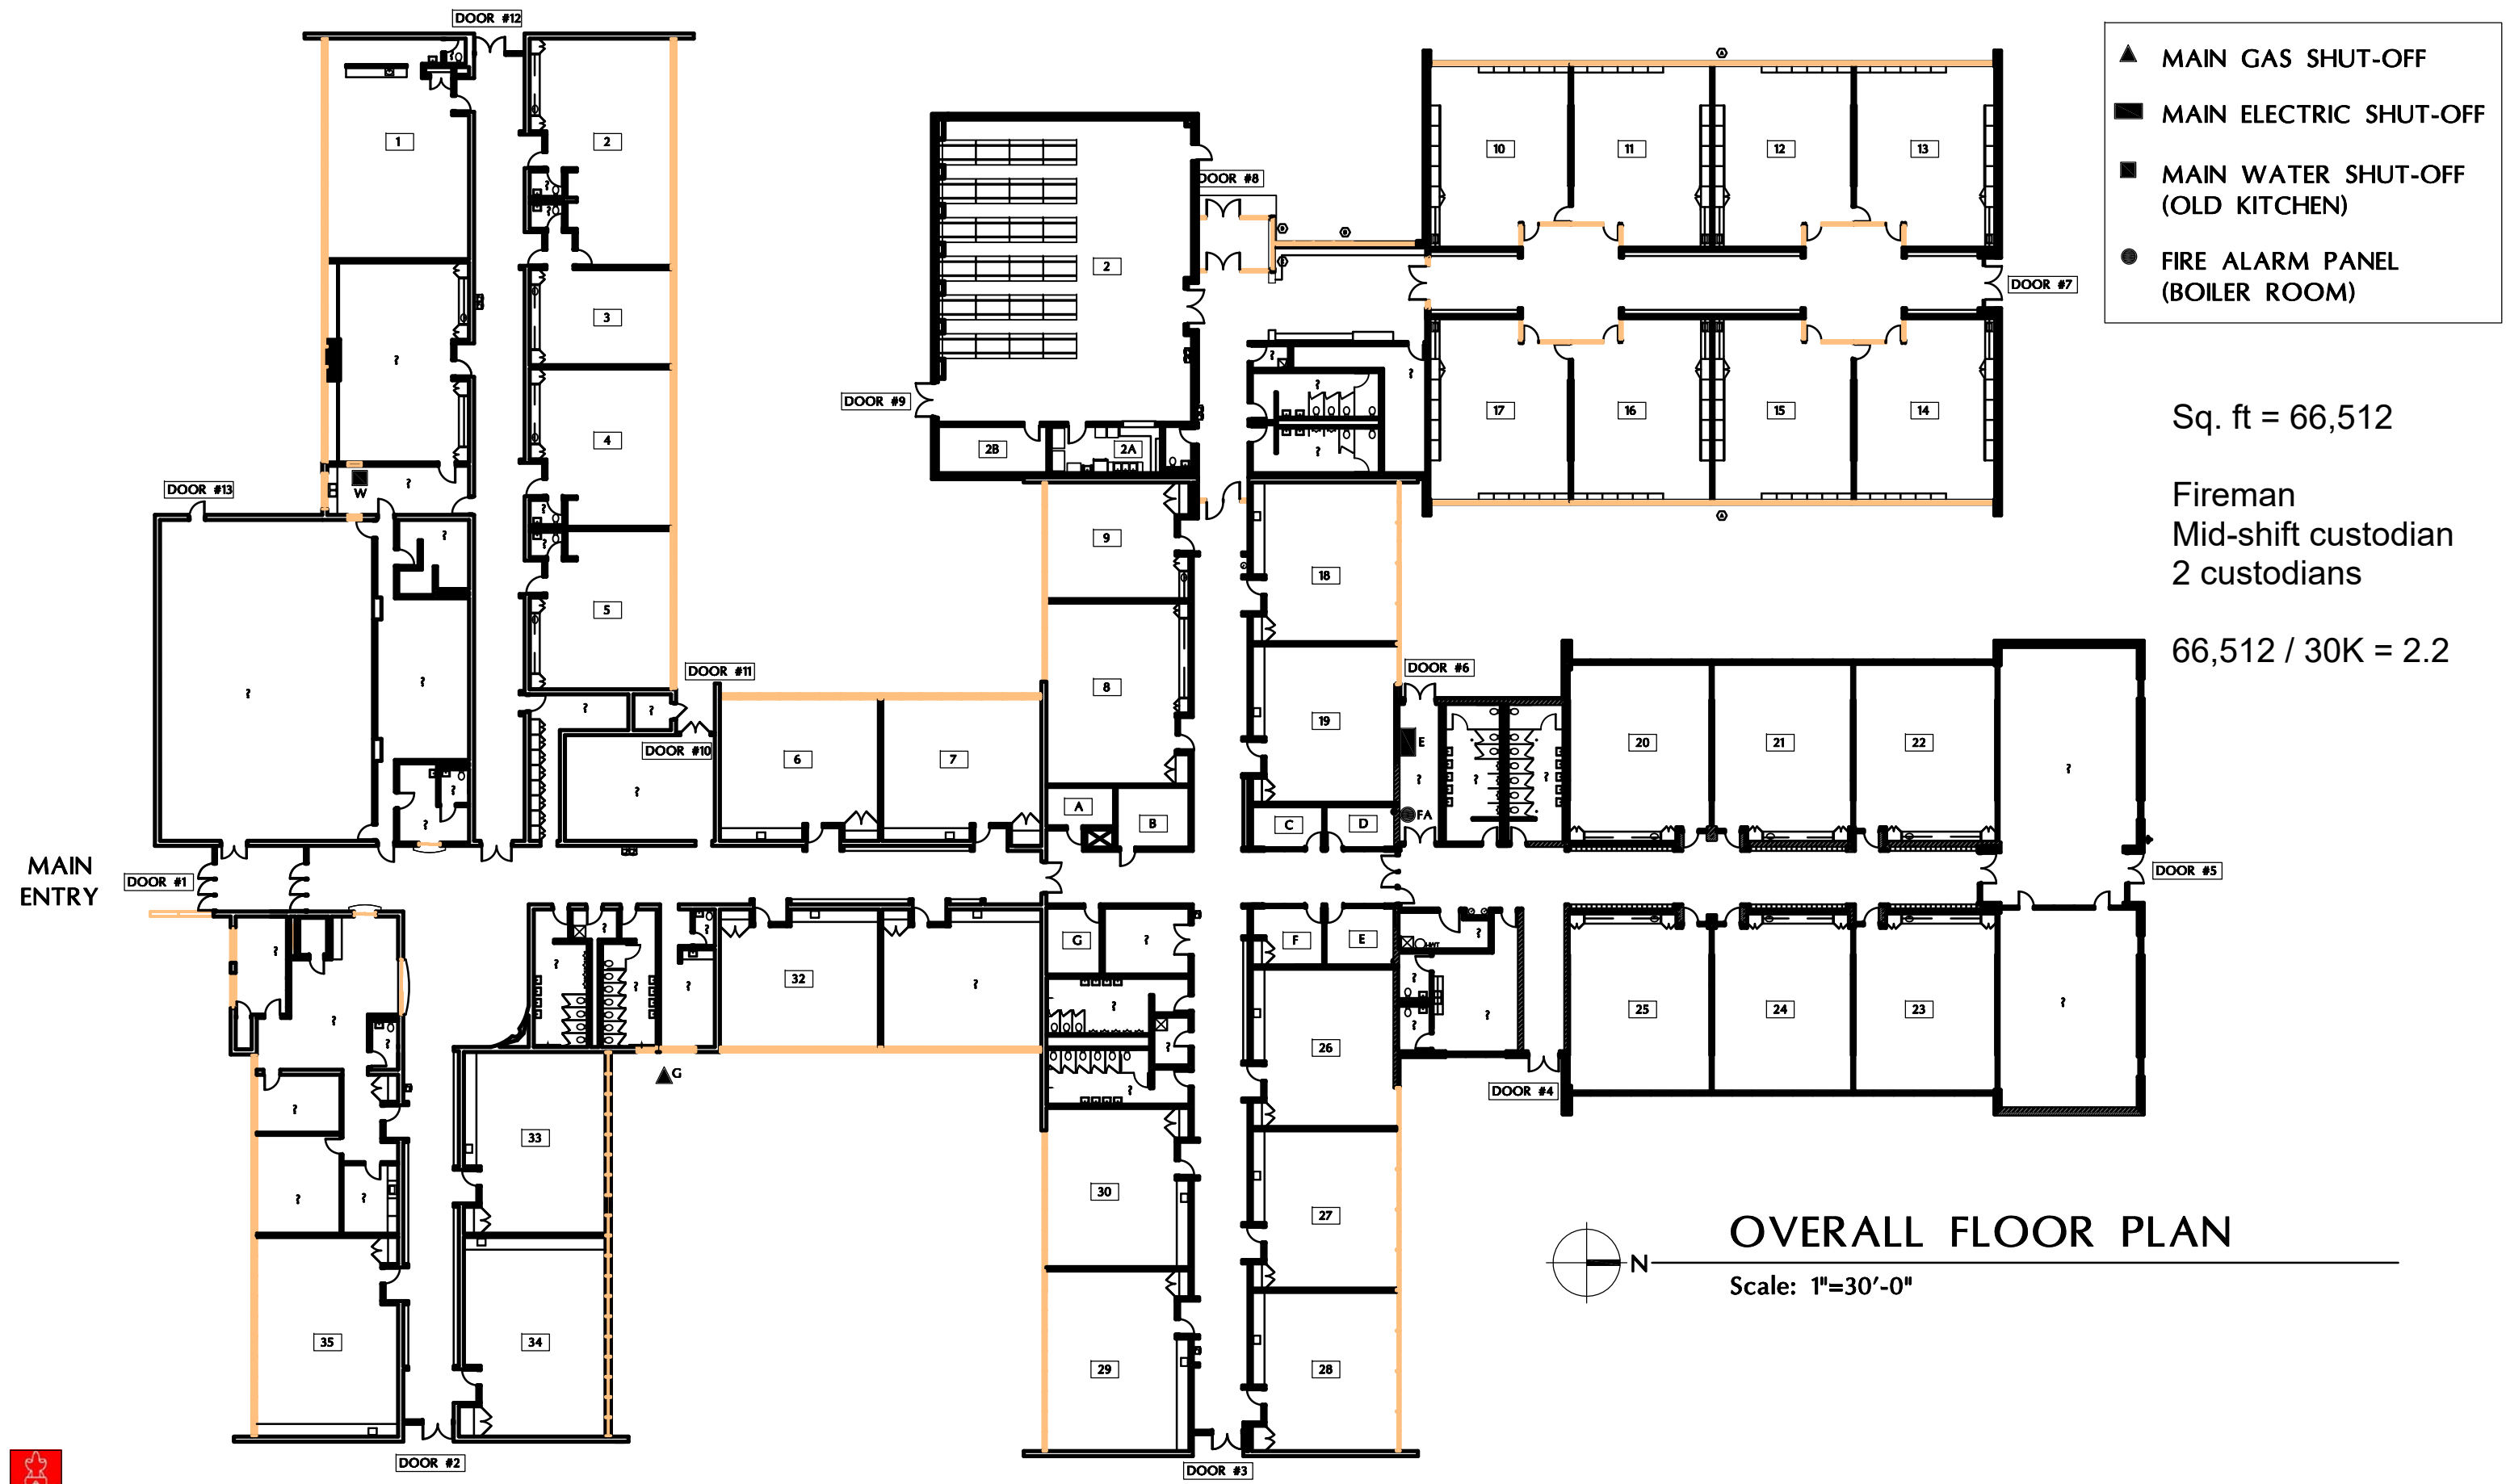 DOOR #12
MAIN GAS SHUT-OFF
MAIN ELECTRIC SHUT-OFF
MAIN WATER SHUT-OFF
(OLD KITCHEN)
FIRE ALARM PANEL
(BOILER ROOM)
1
2
10
11
12
13
DOOR #8
2
DOOR #7
3
?
?
?
?
DOOR #9
4
?
?
17
16
15
14
Sq. ft = 66,512
2B
2A
?
W
?
DOOR #13
Fireman
Mid-shift custodian
2 custodians
?
?
?
9
18
5
66,512 / 30K = 2.2
DOOR #11
DOOR #6
?
?
?
?
8
19
DOOR #10
E
20
21
22
6
7
?
?
?
?
?
?
A
B
C
D
FA
?
MAIN
ENTRY
DOOR #1
DOOR #5
?
?
?
G
?
F
E
?
HWT
?
?
32
?
?
?
?
?
25
24
23
?
?
?
?
26
?
?
G
DOOR #4
?
?
33
30
?
?
27
OVERALL FLOOR PLAN
N
Scale: 1"=30'-0"
35
34
29
28
DOOR #2
DOOR #3